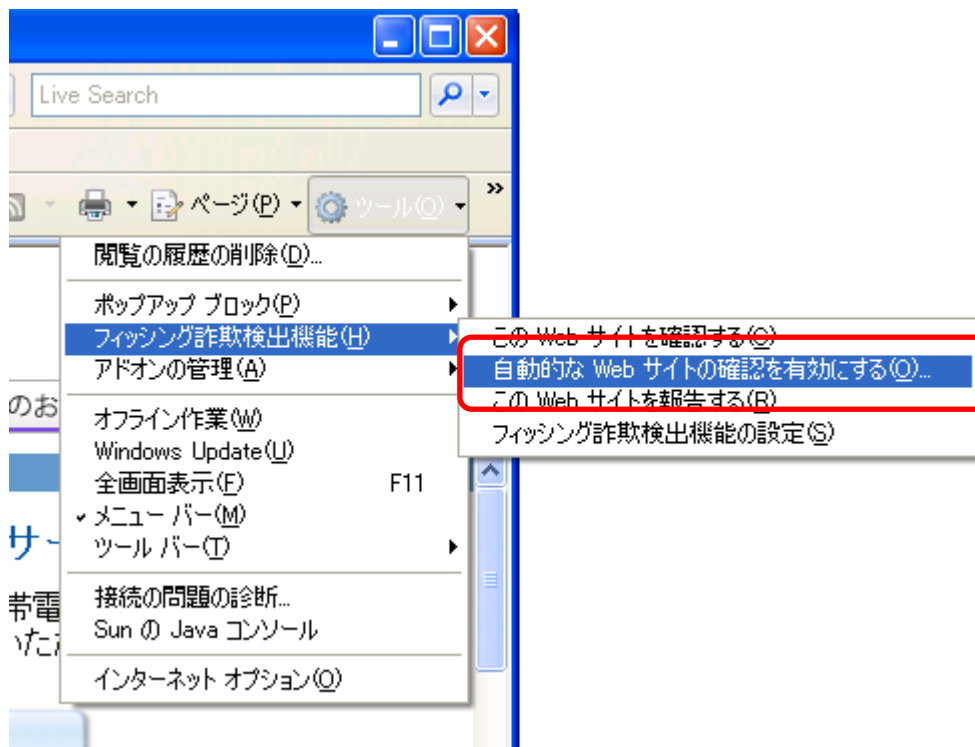 Live Search
ページ(P)
ツール(O)
閲覧の履歴の削除(D)...
ポップアップ ブロック(P)
フィッシング詐欺検出機能(H)
アドオンの管理(A)
オフライン作業(W)
Windows Update(U)
全画面表示(F) F11
メニュー バー(M)
ツール バー(T)
接続の問題の診断...
Sun の Java コンソール
インターネット オプション(O)
この Web サイトを確認する(C)
自動的な Web サイトの確認を有効にする(O)...
この Web サイトを報告する(R)
フィッシング詐欺検出機能の設定(S)
のお
サー
帯電
いた